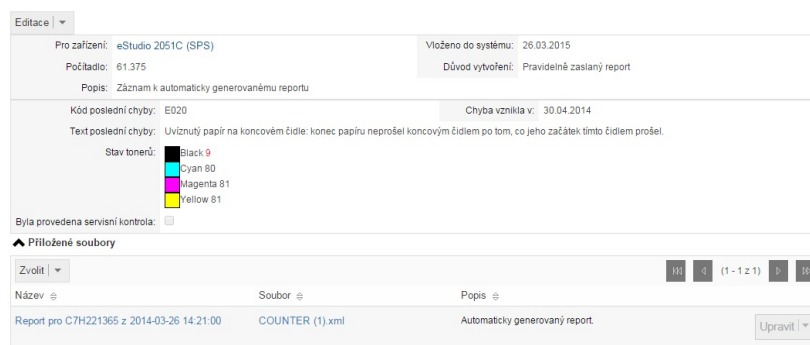 Editace
Pro zařízení: eStudio 2051C (SPS) Vloženo do systému: 26.03.2015
Počítadlo: 61.375 Důvod vytvoření: Pravidelně zaslaný report
Popis: Záznam k automaticky generovanému reportu
Kód poslední chyby: E020 Chyba vznikla v: 30.04.2014
Text poslední chyby: Uvíznutý papír na koncovém čidle: konec papíru neprošel koncovým čidlem po tom, co jeho začátek tímto čidlem prošel.
Stav tonerů: Black 9
Cyan 80
Magenta 81
Yellow 81
Byla provedena servisní kontrola:
Přiložené soubory
Zvolit (1 - 1 z 1)
Název Soubor Popis
Report pro C7H221365 z 2014-03-26 14:21:00 COUNTER (1).xml Automaticky generovaný report. Upravit